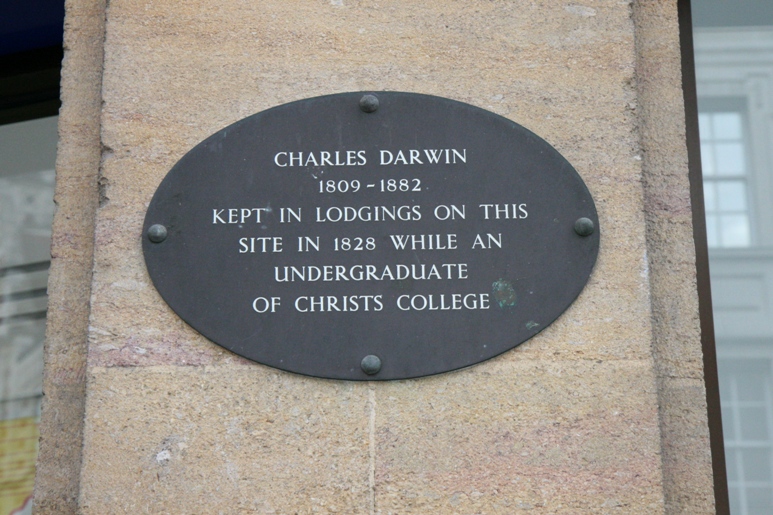 CHARLES DARWIN
1809-1882
KEPT IN LODGINGS ON THIS
SITE IN 1828 WHILE AN
UNDERGRADUATE
OF CHRISTS COLLEGE